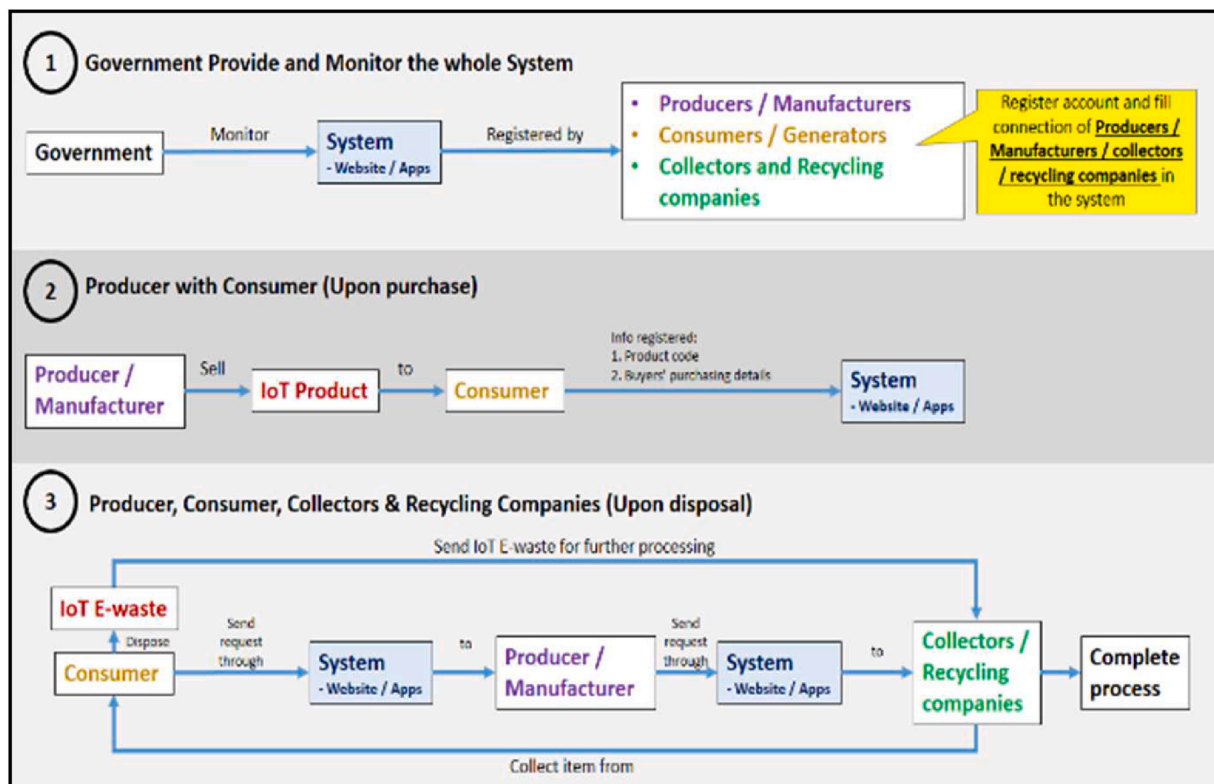 1
Government Provide and Monitor the whole System
Government
Monitor
System
- Website / Apps
Registered by
• Producers / Manufacturers
• Consumers / Generators
• Collectors and Recycling
companies
Register account and fill
connection of Producers /
Manufacturers / collectors
/ recycling companies in
the system
2
Producer with Consumer (Upon purchase)
Producer /
Manufacturer
Sell
IoT Product
to
Consumer
Info registered:
1. Product code
2. Buyers' purchasing details
System
- Website / Apps
3
Producer, Consumer, Collectors & Recycling Companies (Upon disposal)
Send IoT E-waste for further processing
IoT E-waste
Dispose
Consumer
Send
request
through
System
- Website / Apps
to
Producer /
Manufacturer
Send
request
through
System
- Website / Apps
to
Collectors /
Recycling
companies
Complete
process
Collect item from